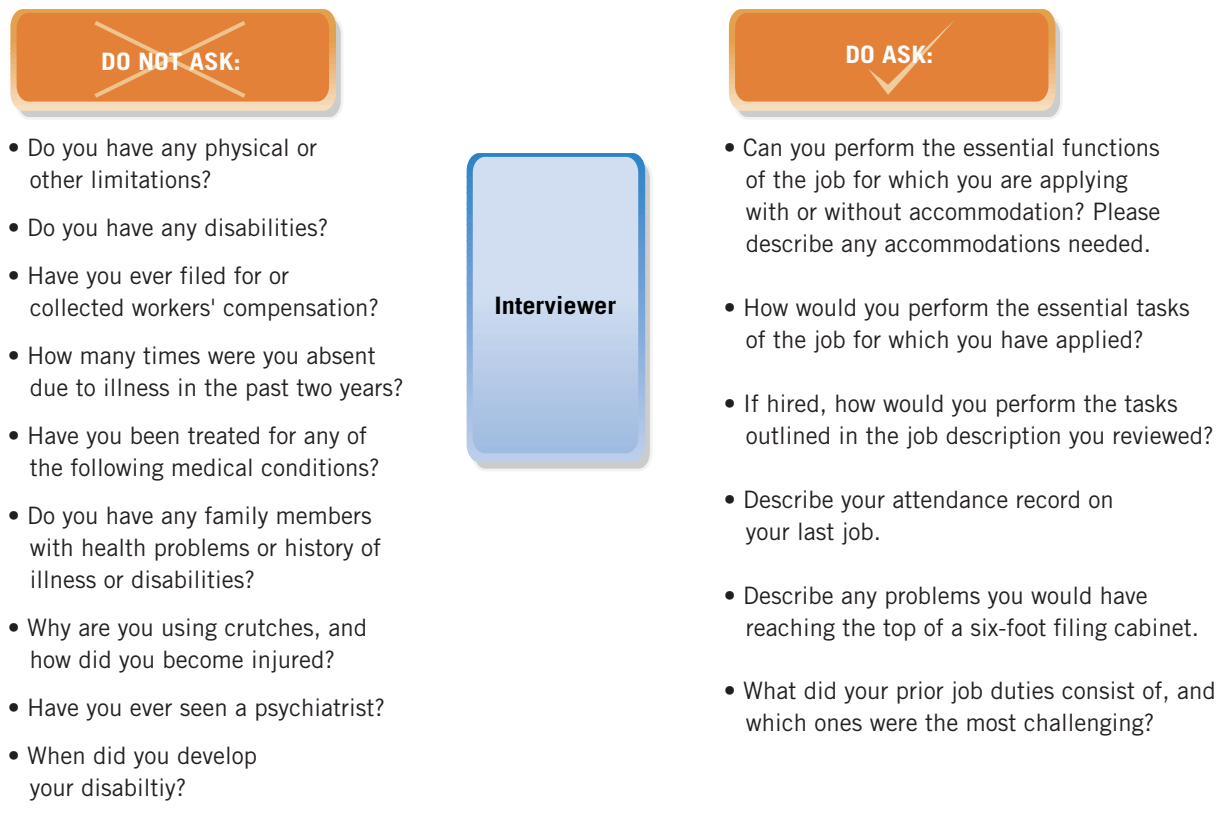 DO NOT ASK:
• Do you have any physical or
other limitations?
• Do you have any disabilities?
• Have you ever filed for or
collected workers' compensation?
• How many times were you absent
due to illness in the past two years?
• Have you been treated for any of
the following medical conditions?
• Do you have any family members
with health problems or history of
illness or disabilities?
• Why are you using crutches, and
how did you become injured?
• Have you ever seen a psychiatrist?
• When did you develop
your disabiltiy?
Interviewer
DO ASK:
• Can you perform the essential functions
of the job for which you are applying
with or without accommodation? Please
describe any accommodations needed.
• How would you perform the essential tasks
of the job for which you have applied?
• If hired, how would you perform the tasks
outlined in the job description you reviewed?
• Describe your attendance record on
your last job.
• Describe any problems you would have
reaching the top of a six-foot filing cabinet.
• What did your prior job duties consist of, and
which ones were the most challenging?